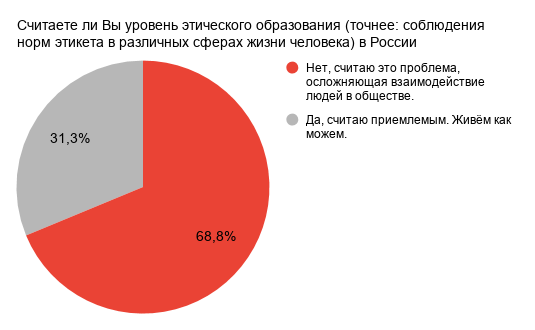 Считаете ли Вы уровень этического образования (точнее: соблюдения
норм этикета в различных сферах жизни человека) в России
Нет, считаю это проблема,
осложняющая взаимодействие
людей в обществе.
Да, считаю приемлемым. Живём как
можем.
31,3%
68,8%